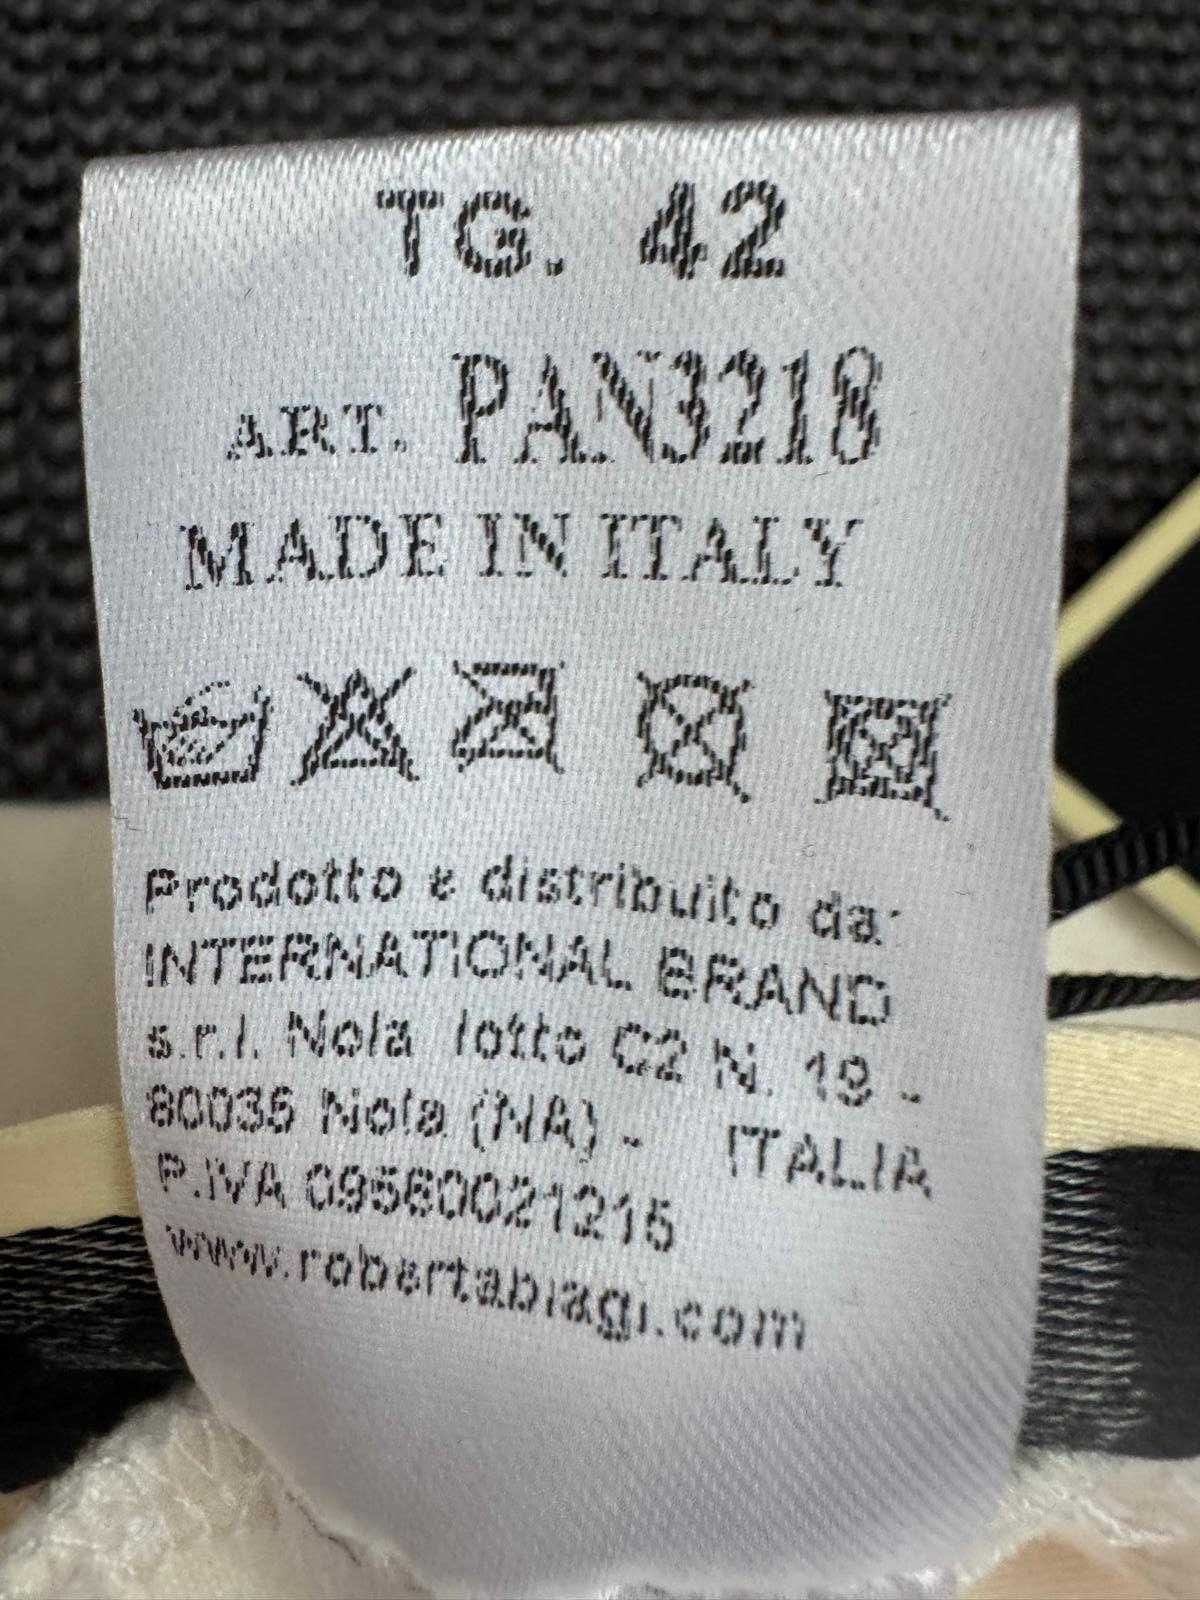 TG. 42
ART. PAN3218
MADE IN ITALY
Prodotto e distribuito da:
INTERNATIONAL BRAND
s.r.l. Nola lotto C2 N. 19 -
80035 Nola (NA) - ITALIA
P.IVA 09560021215
www.robertabiagi.com